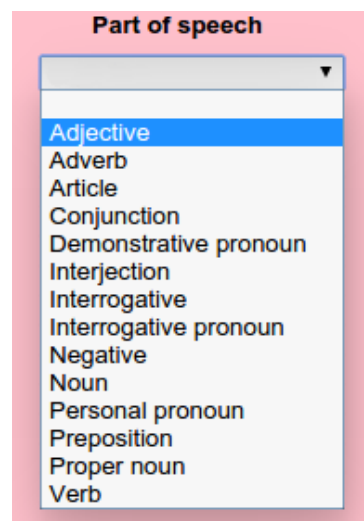 Part of speech
Adjective
Adverb
Article
Conjunction
Demonstrative pronoun
Interjection
Interrogative
Interrogative pronoun
Negative
Noun
Personal pronoun
Preposition
Proper noun
Verb